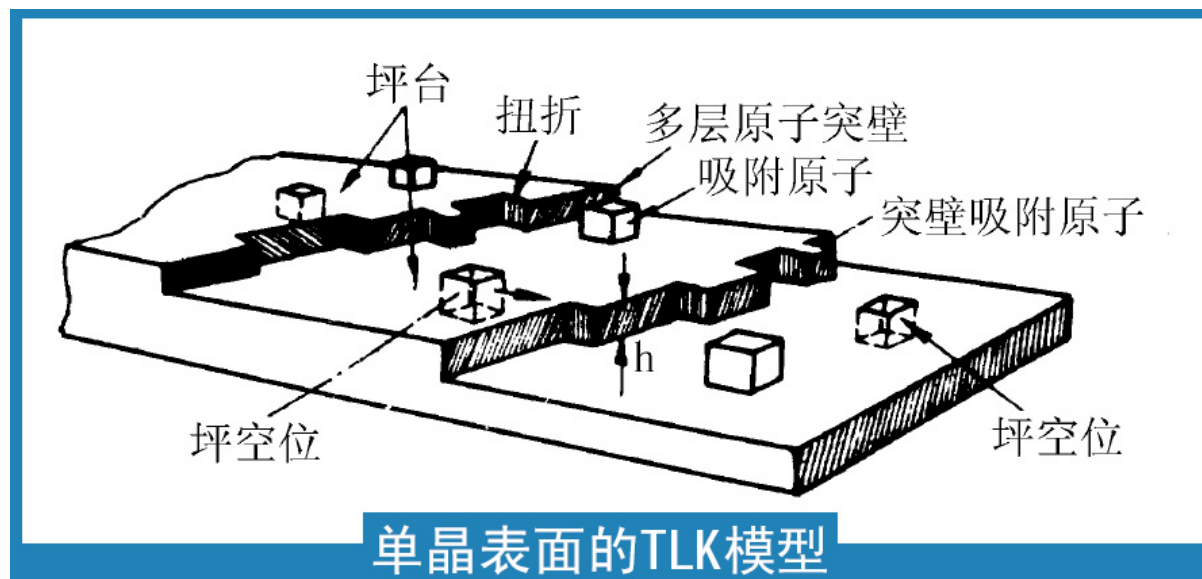 坪台
扭折
多层原子突壁
吸附原子
突壁吸附原子
h
坪空位
坪空位
单晶表面的TLK模型